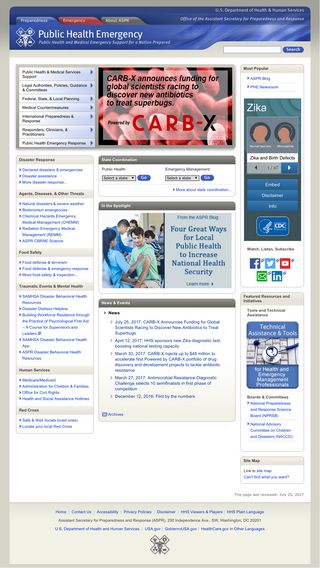 U.S. Department of Health & Human Services
Preparedness
Emergency
About ASPR
Office of the Assistant Secretary for Preparedness and Response
Public Health Emergency
Public Health and Medical Emergency Support for a Nation Prepared
Search
Public Health & Medical Services Support
Legal Authorities, Policies, Guidance & Committees
Federal, State, & Local Planning
Medical Countermeasures
International Preparedness & Response
Responders, Clinicians, & Practitioners
Public Health Emergency Response
CARB-X announces funding for
global scientists racing to
discover new antibiotics
to treat superbugs.
Powered by
CARB-X
Most Popular
ASPR Blog
PHE Newsroom
Zika
Zika and Birth Defects
Embed
Disclaimer
Info
CDC
Watch, Listen, Subscribe
Disaster Response
Declared disasters & emergencies
Disaster assistance
More disaster response...
Agents, Diseases, & Other Threats
Natural disasters & severe weather
Bioterrorism emergencies
Chemical Hazards Emergency Medical Management (CHEMM)
Radiation Emergency Medical Management (REMM)
ASPR CBRNE Science
Food Safety
Food defense & terrorism
Food defense & emergency response
More food safety & inspection...
Traumatic Events & Mental Health
SAMHSA Disaster Behavioral Health Resources
Disaster Distress Helpline
Building Workforce Resiliency through the Practice of Psychological First Aid – A Course for Supervisors and Leaders
SAMHSA Disaster Behavioral Health App.
ASPR Disaster Behavioral Health Resources
Human Services
Medicare/Medicaid
Administration for Children & Families
Office for Civil Rights
Health and Social Assistance Hotlines
Red Cross
Safe & Well (locate loved ones)
Locate your local Red Cross
State Coordination
Public Health:
Emergency Management:
Select a state
Go
Select a state
Go
More about state coordination...
In the Spotlight
From the ASPR Blog:
Four Great
Ways for
Local Public
Health to
Increase
National Health
Security
Learn more
News & Events
News
July 25, 2017: CARB-X Announces Funding for Global Scientists Racing to Discover New Antibiotics to Treat Superbugs
April 12, 2017: HHS sponsors new Zika diagnostic test, boosting national testing capacity
March 30, 2017: CARB-X injects up to $48 million to accelerate first Powered by CARB-X portfolio of drug discovery and development projects to tackle antibiotic resistance
March 27, 2017: Antimicrobial Resistance Diagnostic Challenge selects 10 semifinalists in first phase of competition
December 12, 2016: Flint by the numbers
Archives
Featured Resources and Initiatives
Tools and Technical Assistance
Technical
Assistance & Tools
for Health and
Emergency
Management
Professionals
Boards & Committees
National Preparedness and Response Science Board (NPRSB)
National Advisory Committee on Children and Disasters (NACCD)
Site Map
Link to site map
Can't find what you want?
This page last reviewed: July 25, 2017
Home
Contact Us
Accessibility
Privacy Policies
Disclaimer
HHS Viewers & Players
HHS Plain Language
Assistant Secretary for Preparedness and Response (ASPR), 200 Independence Ave., SW, Washington, DC 20201
U.S. Department of Health and Human Services
USA.gov
GobiernoUSA.gov
HealthCare.gov in Other Languages